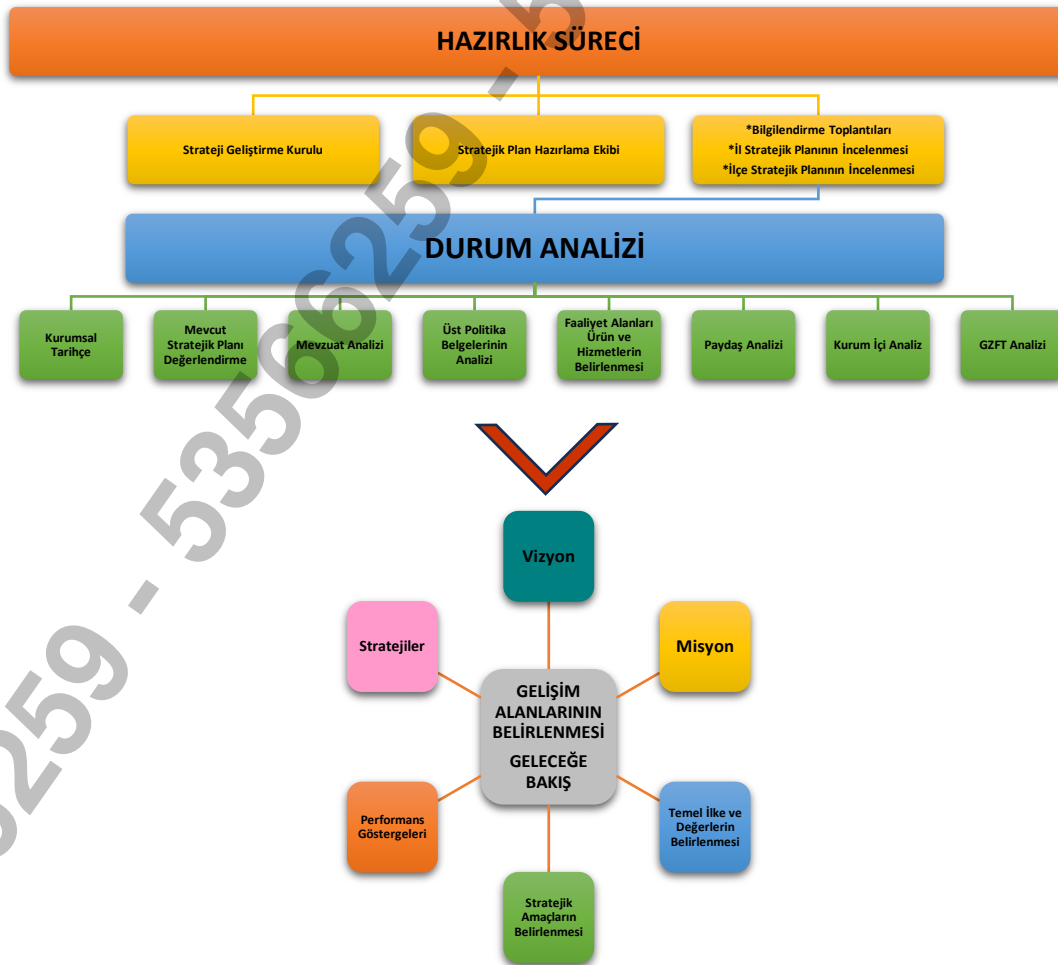 HAZIRLIK SÜRECİ
Strateji Geliştirme Kurulu
Stratejik Plan Hazırlama Ekibi
*Bilgilendirme Toplantıları
*İl Stratejik Planının İncelenmesi
*İlçe Stratejik Planının İncelenmesi
DURUM ANALİZİ
Kurumsal
Tarihçe
Mevcut
Stratejik Planı
Değerlendirme
Mevzuat Analizi
Üst Politika
Belgelerinin
Analizi
Faaliyet Alanları
Ürün ve
Hizmetlerin
Belirlenmesi
Paydaş Analizi
Kurum İçi Analiz
GZFT Analizi
Vizyon
Stratejiler
Misyon
GELİŞİM
ALANLARININ
BELİRLENMESİ
GELECEĞE
BAKIŞ
Performans
Göstergeleri
Temel İlke ve
Değerlerin
Belirlenmesi
Stratejik
Amaçların
Belirlenmesi
6259 - 53566259 - 5